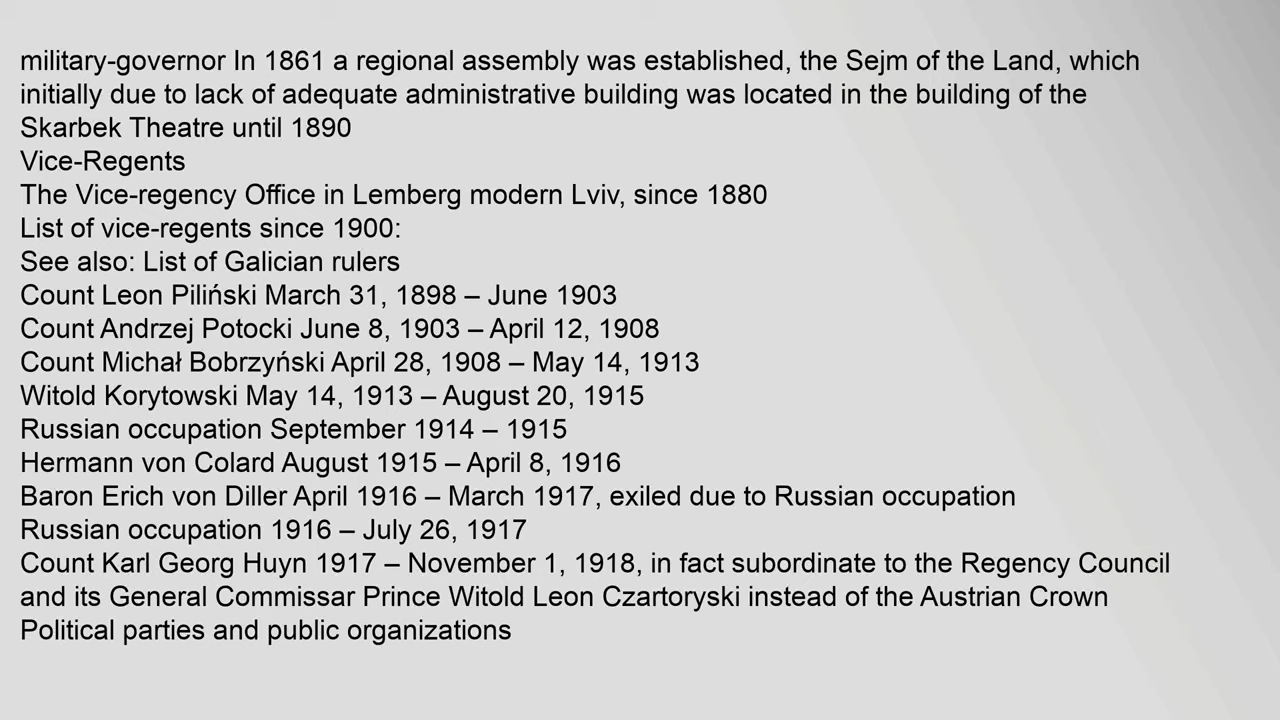 military-governor In 1861 a regional assembly was established, the Sejm of the Land, which
initially due to lack of adequate administrative building was located in the building of the
Skarbek Theatre until 1890
Vice-Regents
The Vice-regency Office in Lemberg modern Lviv, since 1880
List of vice-regents since 1900:
See also: List of Galician rulers
Count Leon Piliński March 31, 1898 – June 1903
Count Andrzej Potocki June 8, 1903 – April 12, 1908
Count Michał Bobrzyński April 28, 1908 – May 14, 1913
Witold Korytowski May 14, 1913 – August 20, 1915
Russian occupation September 1914 – 1915
Hermann von Colard August 1915 – April 8, 1916
Baron Erich von Diller April 1916 – March 1917, exiled due to Russian occupation
Russian occupation 1916 – July 26, 1917
Count Karl Georg Huyn 1917 – November 1, 1918, in fact subordinate to the Regency Council
and its General Commissar Prince Witold Leon Czartoryski instead of the Austrian Crown
Political parties and public organizations